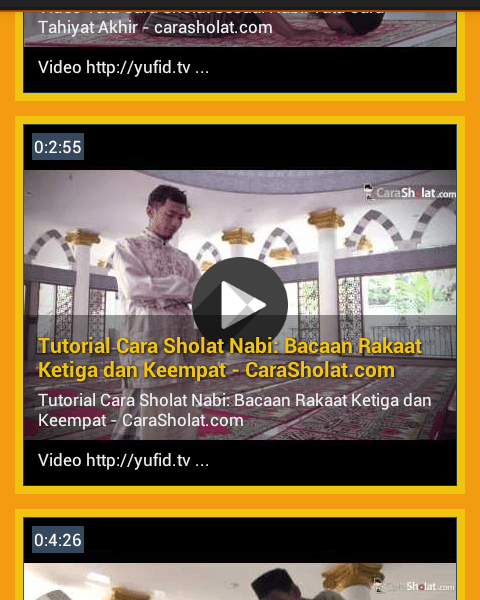 Tahiyat Akhir - carasholat.com
Video http://yufid.tv ...
0:2:55
CaraSholat.com
Tutorial Cara Sholat Nabi: Bacaan Rakaat
Ketiga dan Keempat - CaraSholat.com
Tutorial Cara Sholat Nabi: Bacaan Rakaat Ketiga dan
Keempat - CaraSholat.com
Video http://yufid.tv ...
0:4:26
CaraSholat.com